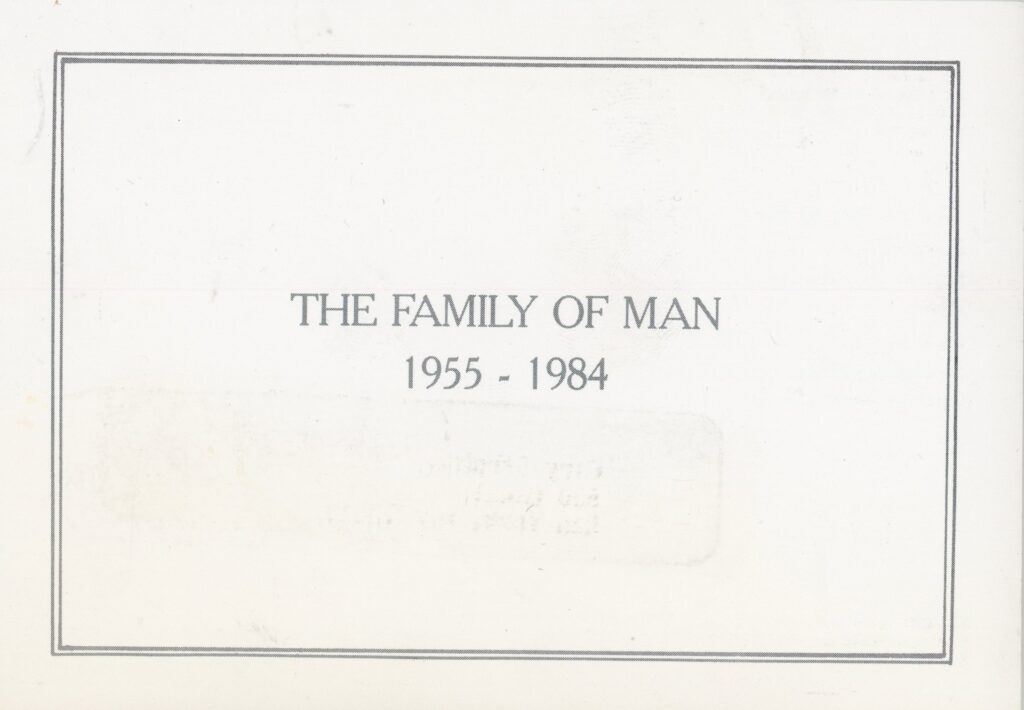 THE FAMILY OF MAN
1955 - 1984